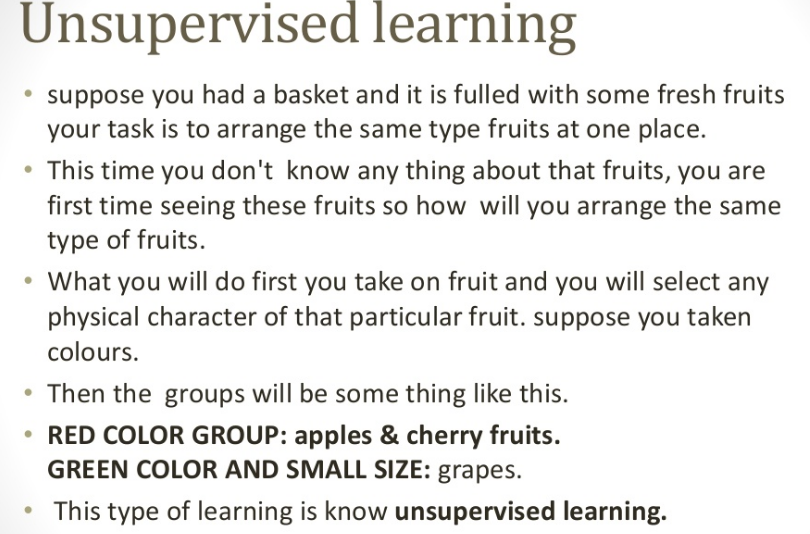 Unsupervised learning
• suppose you had a basket and it is fulled with some fresh fruits
your task is to arrange the same type fruits at one place.
• This time you don't know any thing about that fruits, you are
first time seeing these fruits so how will you arrange the same
type of fruits.
• What you will do first you take on fruit and you will select any
physical character of that particular fruit. suppose you taken
colours.
• Then the groups will be some thing like this.
• RED COLOR GROUP: apples & cherry fruits.
GREEN COLOR AND SMALL SIZE: grapes.
• This type of learning is know unsupervised learning.